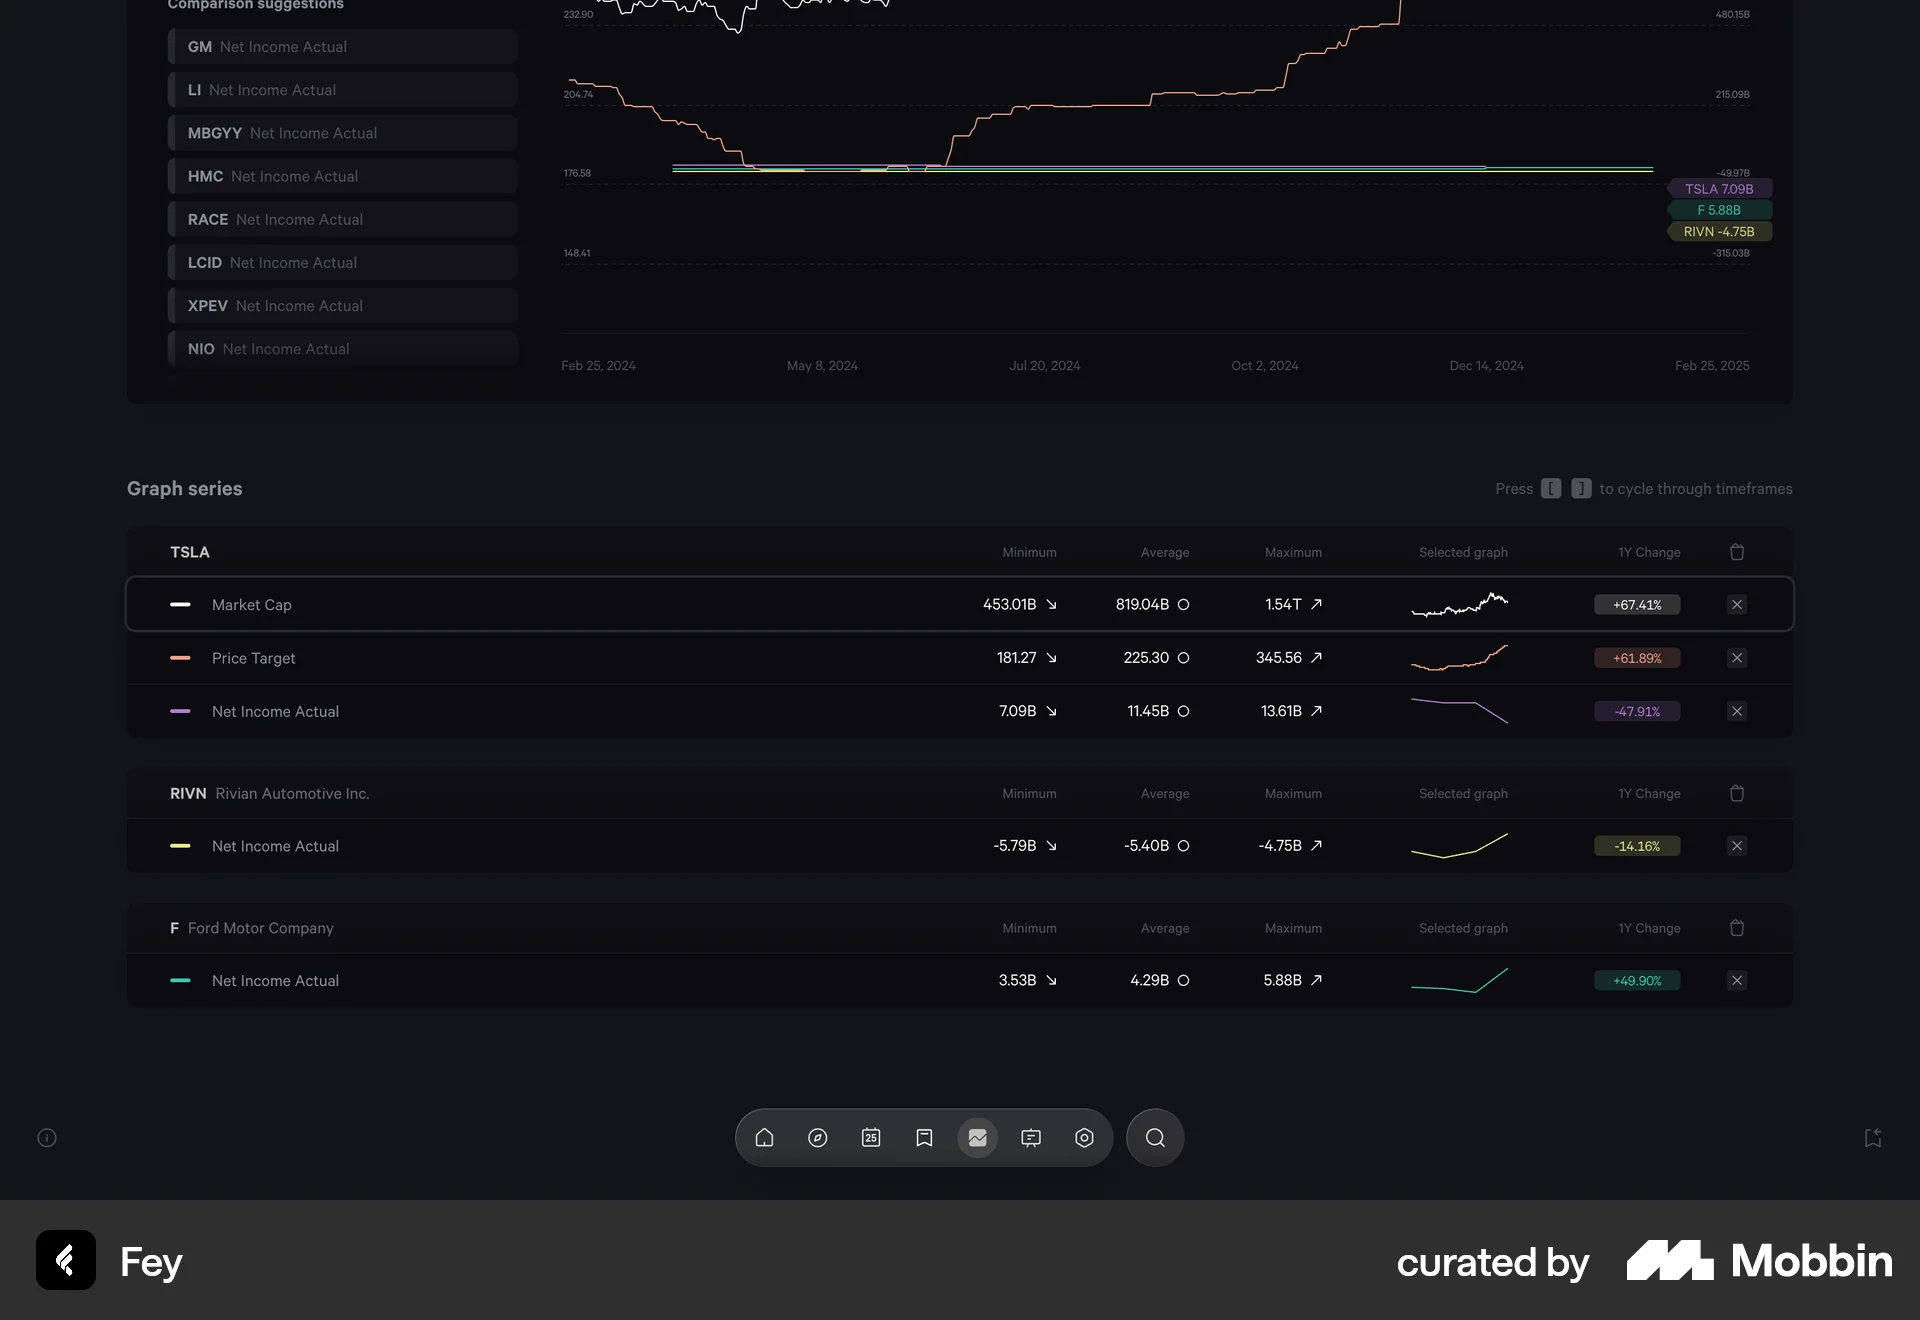 Comparison suggestions
GM Net Income Actual
LI Net Income Actual
MBGYY Net Income Actual
HMC Net Income Actual
RACE Net Income Actual
LCID Net Income Actual
XPEV Net Income Actual
NIO Net Income Actual
232.90
480.15B
204.74
215.09B
176.58
-49.97B
TSLA 7.09B
F 5.88B
RIVN -4.75B
148.41
-315.03B
Feb 25, 2024 May 8, 2024 Jul 20, 2024 Oct 2, 2024 Dec 14, 2024 Feb 25, 2025
Graph series
Press [ ] to cycle through timeframes
TSLA Minimum Average Maximum Selected graph 1Y Change
Market Cap 453.01B 819.04B 1.54T +67.41%
Price Target 181.27 225.30 345.56 +61.89%
Net Income Actual 7.09B 11.45B 13.61B -47.91%
RIVN Rivian Automotive Inc. Minimum Average Maximum Selected graph 1Y Change
Net Income Actual -5.79B -5.40B -4.75B -14.16%
F Ford Motor Company Minimum Average Maximum Selected graph 1Y Change
Net Income Actual 3.53B 4.29B 5.88B +49.90%
25
Fey
curated by Mobbin